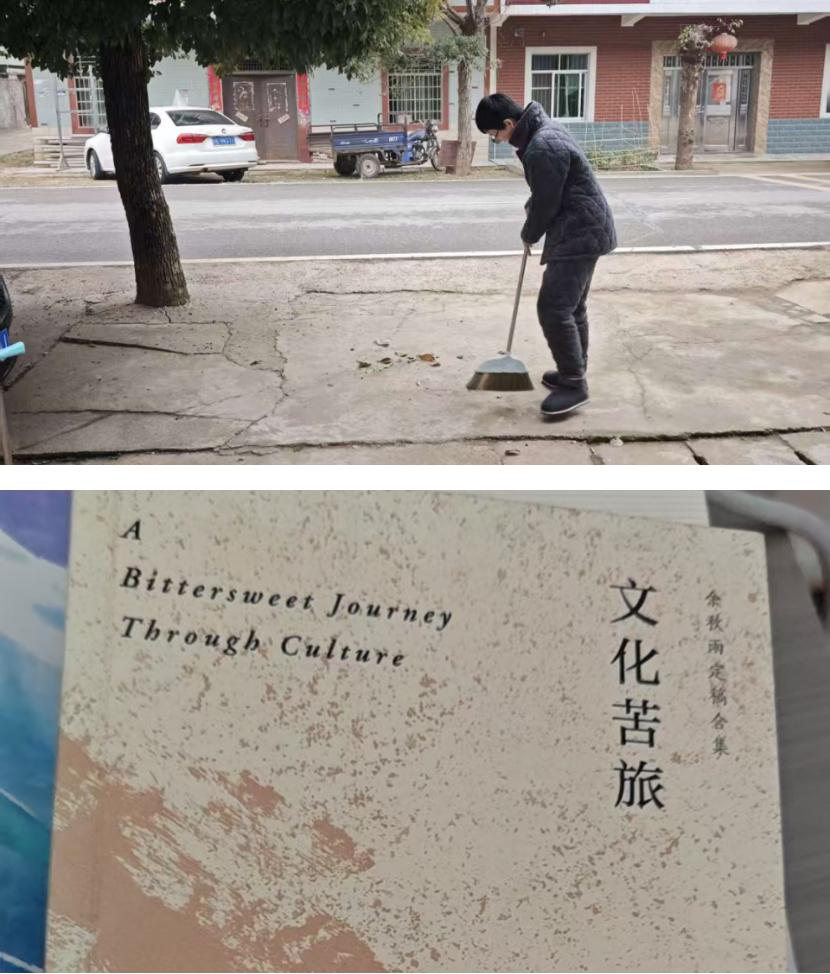 A
Bittersweet Journey
Through Culture
文化苦旅
余秋雨定稿合集